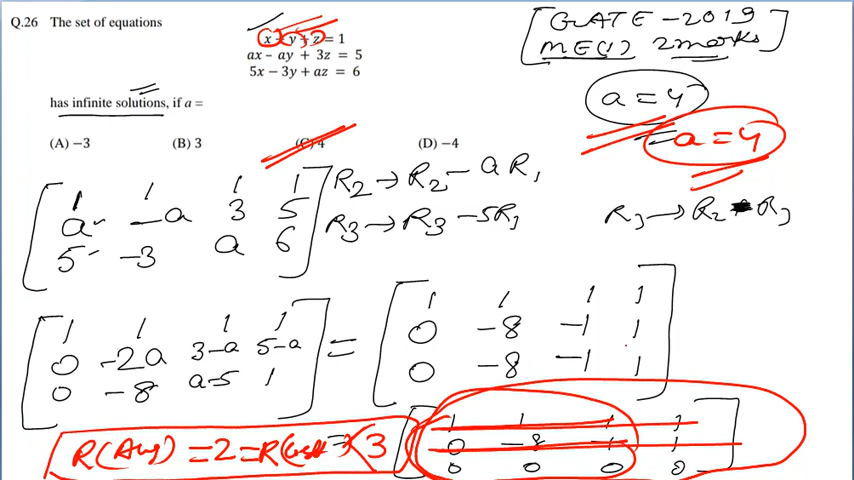 Q.26 The set of equations
x + y + z = 1
ax − ay + 3z = 5
5x − 3y + az = 6
has infinite solutions, if a =
(A) −3 (B) 3 (C) 4 (D) −4
[GATE-2019
ME(1) 2marks]
a=4
a=4
1 1 1 1
a -a 3 5
5 -3 a 6
R2→R2-aR1
R3→R3-5R1
R3→R2 R3
1 1 1 1
0 -2a 3-a 5-a
0 -8 a-5 1
=
1 1 1 1
0 -8 -1 1
0 -8 -1 1
1 1 1 1
0 -8 -1 1
0 0 0 0
R(Aug)=2=R( <3